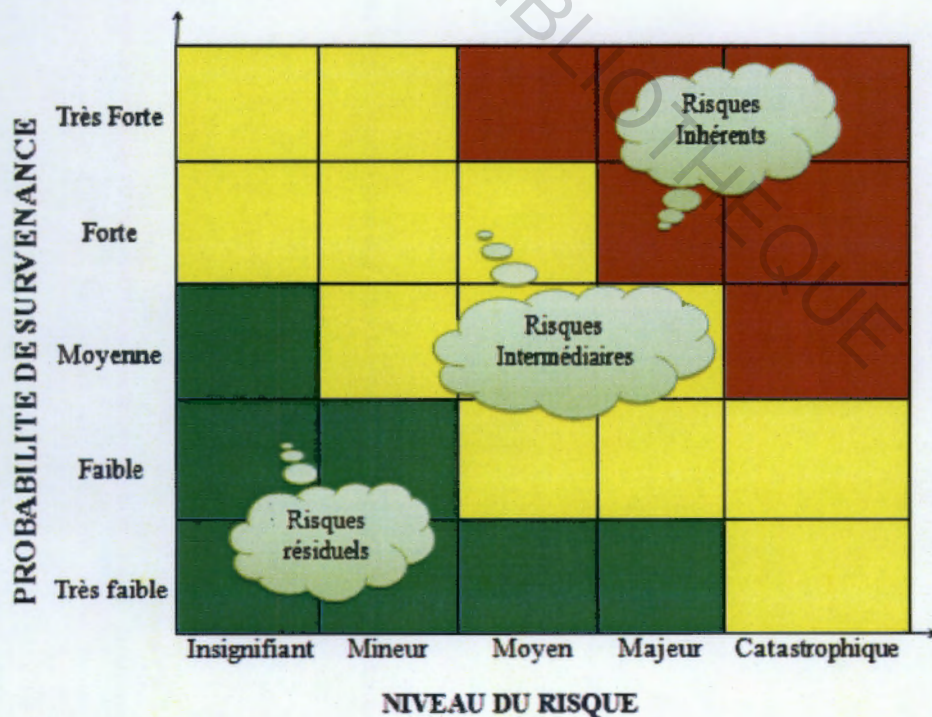 PROBABILITE DE SURVENANCE
Très Forte
Forte
Moyenne
Faible
Très faible
Risques
Inhérents
Risques
Intermédiaires
Risques
résiduels
Insignifiant Mineur Moyen Majeur Catastrophique
NIVEAU DU RISQUE
BIBLIOTHEQUE